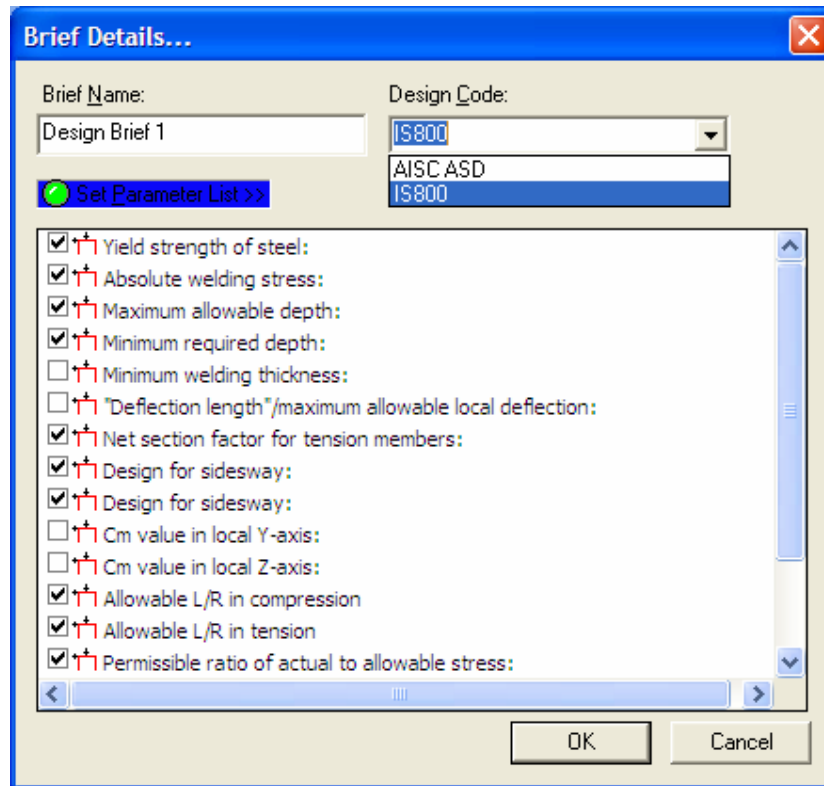 Brief Details...
Brief Name:
Design Code:
Design Brief 1
IS800
AISC ASD
IS800
Set Parameter List >>
Yield strength of steel:
Absolute welding stress:
Maximum allowable depth:
Minimum required depth:
Minimum welding thickness:
"Deflection length"/maximum allowable local deflection:
Net section factor for tension members:
Design for sidesway:
Design for sidesway:
Cm value in local Y-axis:
Cm value in local Z-axis:
Allowable L/R in compression
Allowable L/R in tension
Permissible ratio of actual to allowable stress:
OK
Cancel